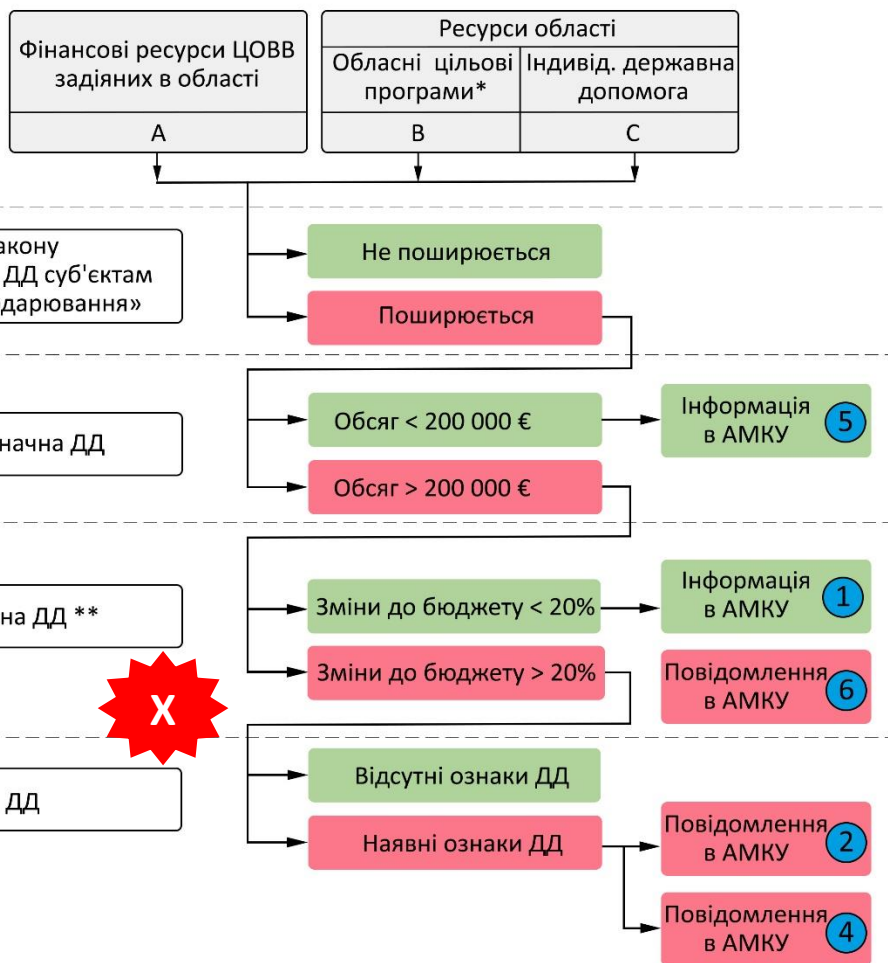 Фінансові ресурси ЦОВВ
задіяних в області
А
Ресурси області
Обласні цільові
програми*
В
Індивід. державна
допомога
С
акону
ДД суб'єктам
дарювання»
Не поширюється
Поширюється
начна ДД
Обсяг < 200 000 €
Інформація
в АМКУ
5
Обсяг > 200 000 €
на ДД **
Зміни до бюджету < 20%
Інформація
в АМКУ
1
Зміни до бюджету > 20%
Повідомлення
в АМКУ
6
X
ДД
Відсутні ознаки ДД
Наявні ознаки ДД
Повідомлення
в АМКУ
2
Повідомлення
в АМКУ
4